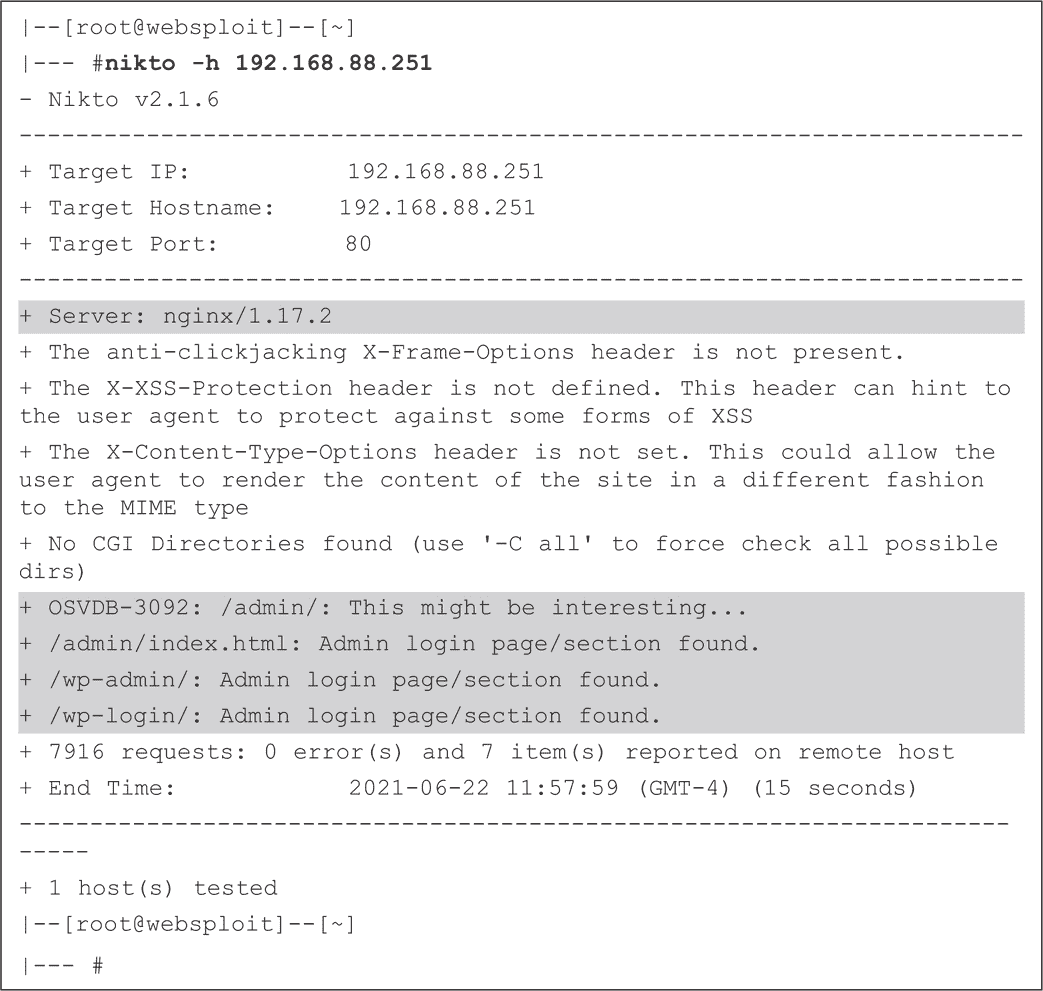 |--[root@websploit]--[~]
|--- #nikto -h 192.168.88.251
- Nikto v2.1.6
-----------------------------------------------------------------------
+ Target IP:           192.168.88.251
+ Target Hostname:     192.168.88.251
+ Target Port:         80
-----------------------------------------------------------------------
+ Server: nginx/1.17.2
+ The anti-clickjacking X-Frame-Options header is not present.
+ The X-XSS-Protection header is not defined. This header can hint to
the user agent to protect against some forms of XSS
+ The X-Content-Type-Options header is not set. This could allow the
user agent to render the content of the site in a different fashion
to the MIME type
+ No CGI Directories found (use '-C all' to force check all possible
dirs)
+ OSVDB-3092: /admin/: This might be interesting...
+ /admin/index.html: Admin login page/section found.
+ /wp-admin/: Admin login page/section found.
+ /wp-login/: Admin login page/section found.
+ 7916 requests: 0 error(s) and 7 item(s) reported on remote host
+ End Time:            2021-06-22 11:57:59 (GMT-4) (15 seconds)
----------------------------------------------------------------------
-----
+ 1 host(s) tested
|--[root@websploit]--[~]
|--- #